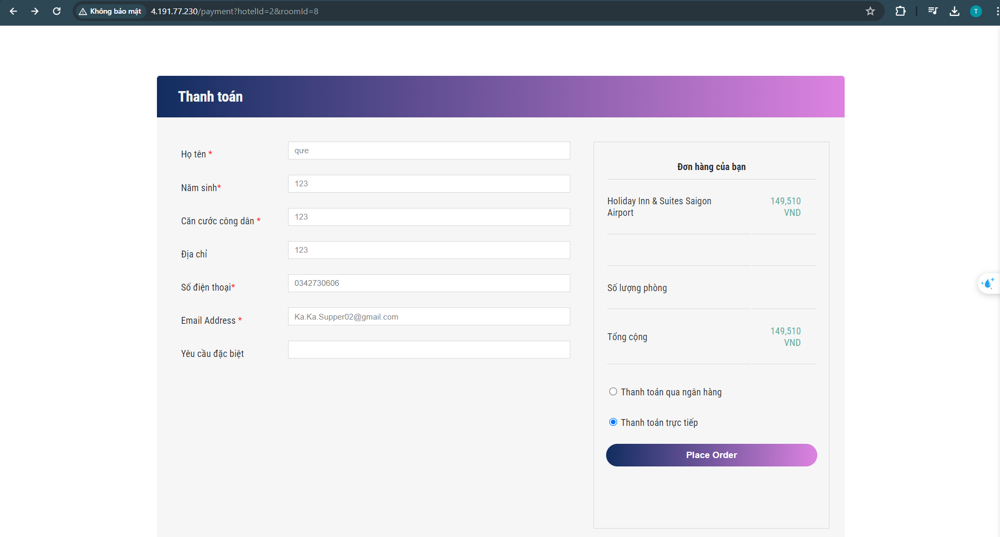 Không bảo mật 4.191.77.230/payment?hotelId=2&roomId=8
T
Thanh toán
Họ tên *
qưe
Năm sinh*
123
Căn cước công dân *
123
Địa chỉ
123
Số điện thoại*
0342730606
Email Address *
Ka.Ka.Supper02@gmail.com
Yêu cầu đặc biệt
Đơn hàng của bạn
Holiday Inn & Suites Saigon
Airport
149,510
VND
Số lượng phòng
Tổng cộng
149,510
VND
Thanh toán qua ngân hàng
Thanh toán trực tiếp
Place Order